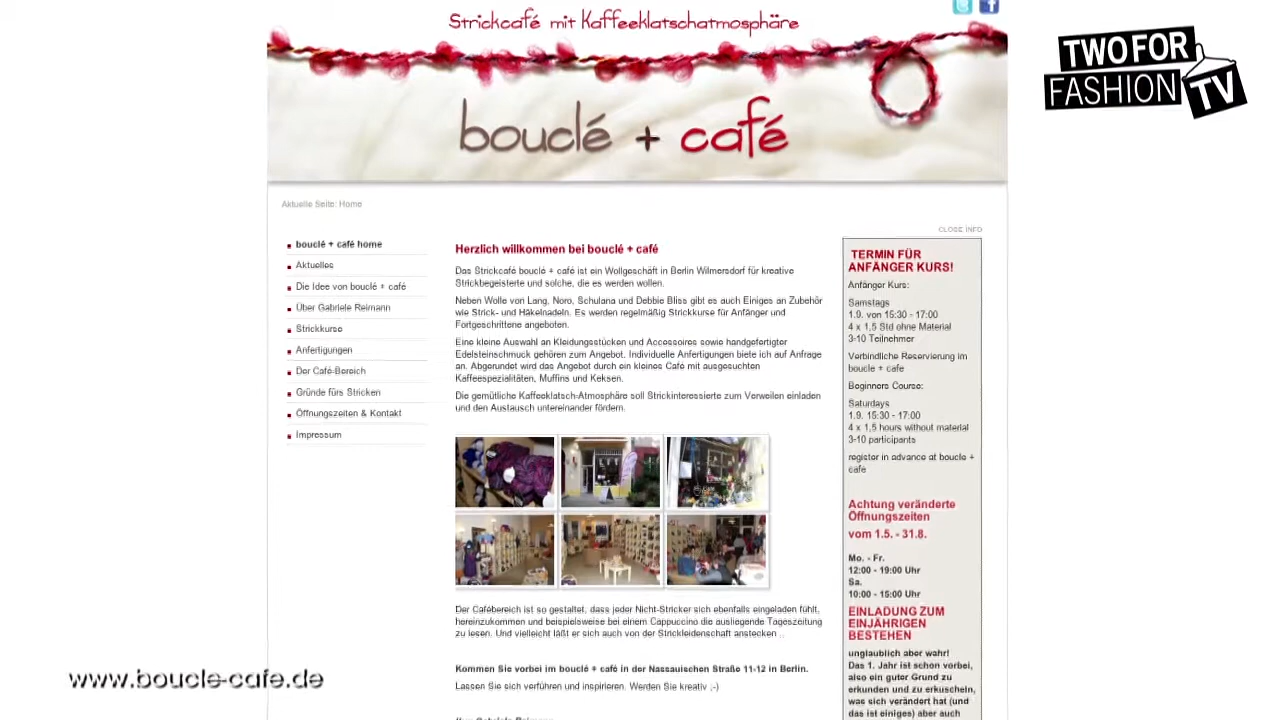 Strickcafé mit Kaffeeklatschatmosphäre
TWO FOR
FASHION TV
bouclé + café
Aktuelle Seite: Home
CLOSE INFO
bouclé + café home
Aktuelles
Die Idee von bouclé + café
Über Gabriele Reimann
Strickkurse
Anfertigungen
Der Café-Bereich
Gründe fürs Stricken
Öffnungszeiten & Kontakt
Impressum
Herzlich willkommen bei bouclé + café
Das Strickcafé bouclé + café ist ein Wollgeschäft in Berlin Wilmersdorf für kreative
Strickbegeisterte und solche, die es werden wollen.
Neben Wolle von Lang, Noro, Schulana und Debbie Bliss gibt es auch Einiges an Zubehör
wie Strick- und Häkelnadeln. Es werden regelmäßig Strickkurse für Anfänger und
Fortgeschrittene angeboten.
Eine kleine Auswahl an Kleidungsstücken und Accessoires sowie handgefertigter
Edelsteinschmuck gehören zum Angebot. Individuelle Anfertigungen biete ich auf Anfrage
an. Abgerundet wird das Angebot durch ein kleines Café mit ausgesuchten
Kaffeespezialitäten, Muffins und Keksen.
Die gemütliche Kaffeeklatsch-Atmosphäre soll Strickinteressierte zum Verweilen einladen
und den Austausch untereinander fördern.
Der Cafébereich ist so gestaltet, dass jeder Nicht-Stricker sich ebenfalls eingeladen fühlt,
hereinzukommen und beispielsweise bei einem Cappuccino die ausliegende Tageszeitung
zu lesen. Und vielleicht läßt er sich auch von der Strickleidenschaft anstecken ..
Kommen Sie vorbei im bouclé + café in der Nassauischen Straße 11-12 in Berlin.
Lassen Sie sich verführen und inspirieren. Werden Sie kreativ ;-)
TERMIN FÜR
ANFÄNGER KURS!
Anfänger Kurs:
Samstags
1.9. von 15:30 - 17:00
4 x 1,5 Std ohne Material
3-10 Teilnehmer
Verbindliche Reservierung im
boucle + cafe
Beginners Course:
Saturdays
1.9. 15:30 - 17:00
4 x 1,5 hours without material
3-10 participants
register in advance at boucle +
cafe
Achtung veränderte
Öffnungszeiten
vom 1.5. - 31.8.
Mo. - Fr.
12:00 - 19:00 Uhr
Sa.
10:00 - 15:00 Uhr
EINLADUNG ZUM
EINJÄHRIGEN
BESTEHEN
unglaublich aber wahr!
Das 1. Jahr ist schon vorbei,
also ein guter Grund zu
erkunden und zu erkuscheln,
was sich verändert hat (und
das ist einiges) aber auch
www.boucle-cafe.de